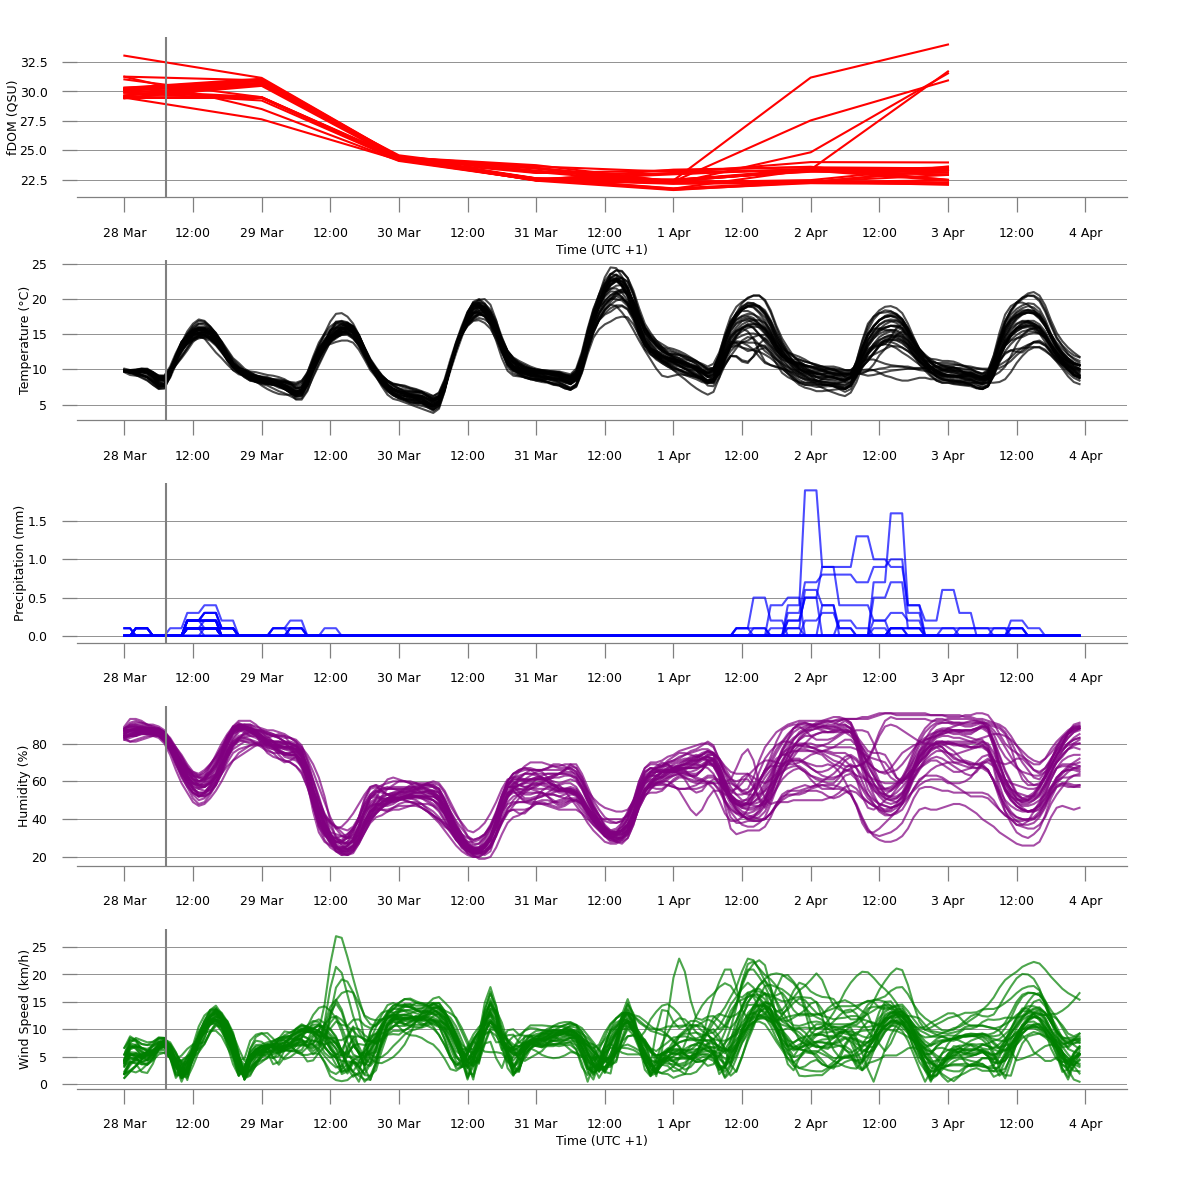 fDOM (QSU)
32.5
30.0
27.5
25.0
22.5
28 Mar 12:00 29 Mar 12:00 30 Mar 12:00 31 Mar 12:00 1 Apr 12:00 2 Apr 12:00 3 Apr 12:00 4 Apr
Time (UTC +1)
Temperature (°C)
25
20
15
10
5
28 Mar 12:00 29 Mar 12:00 30 Mar 12:00 31 Mar 12:00 1 Apr 12:00 2 Apr 12:00 3 Apr 12:00 4 Apr
Precipitation (mm)
1.5
1.0
0.5
0.0
28 Mar 12:00 29 Mar 12:00 30 Mar 12:00 31 Mar 12:00 1 Apr 12:00 2 Apr 12:00 3 Apr 12:00 4 Apr
Humidity (%)
80
60
40
20
28 Mar 12:00 29 Mar 12:00 30 Mar 12:00 31 Mar 12:00 1 Apr 12:00 2 Apr 12:00 3 Apr 12:00 4 Apr
Wind Speed (km/h)
25
20
15
10
5
0
28 Mar 12:00 29 Mar 12:00 30 Mar 12:00 31 Mar 12:00 1 Apr 12:00 2 Apr 12:00 3 Apr 12:00 4 Apr
Time (UTC +1)